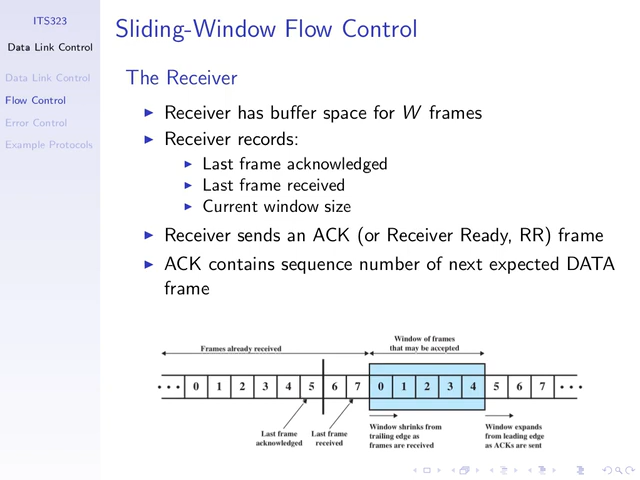 ITS323
Data Link Control
Data Link Control
Flow Control
Error Control
Example Protocols
Sliding-Window Flow Control
The Receiver
Receiver has buffer space for W frames
Receiver records:
Last frame acknowledged
Last frame received
Current window size
Receiver sends an ACK (or Receiver Ready, RR) frame
ACK contains sequence number of next expected DATA
frame
Frames already received
Window of frames
that may be accepted
• • • 0 1 2 3 4 5 6 7 0 1 2 3 4 5 6 7 • • •
Last frame
acknowledged
Last frame
received
Window shrinks from
trailing edge as
frames are received
Window expands
from leading edge
as ACKs are sent